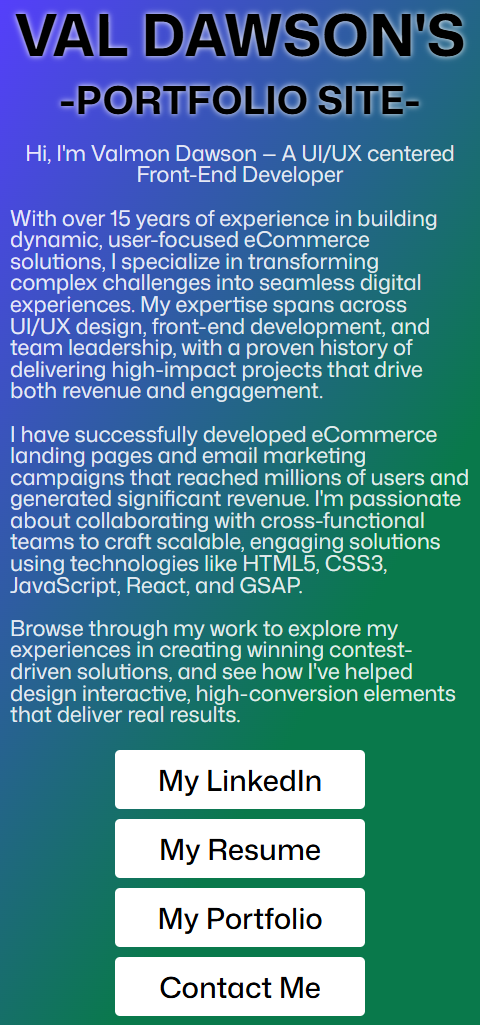 VAL DAWSON'S
-PORTFOLIO SITE-
Hi, I'm Valmon Dawson – A UI/UX centered
Front-End Developer
With over 15 years of experience in building
dynamic, user-focused eCommerce
solutions, I specialize in transforming
complex challenges into seamless digital
experiences. My expertise spans across
UI/UX design, front-end development, and
team leadership, with a proven history of
delivering high-impact projects that drive
both revenue and engagement.
I have successfully developed eCommerce
landing pages and email marketing
campaigns that reached millions of users and
generated significant revenue. I'm passionate
about collaborating with cross-functional
teams to craft scalable, engaging solutions
using technologies like HTML5, CSS3,
JavaScript, React, and GSAP.
Browse through my work to explore my
experiences in creating winning contest-
driven solutions, and see how I've helped
design interactive, high-conversion elements
that deliver real results.
My LinkedIn
My Resume
My Portfolio
Contact Me